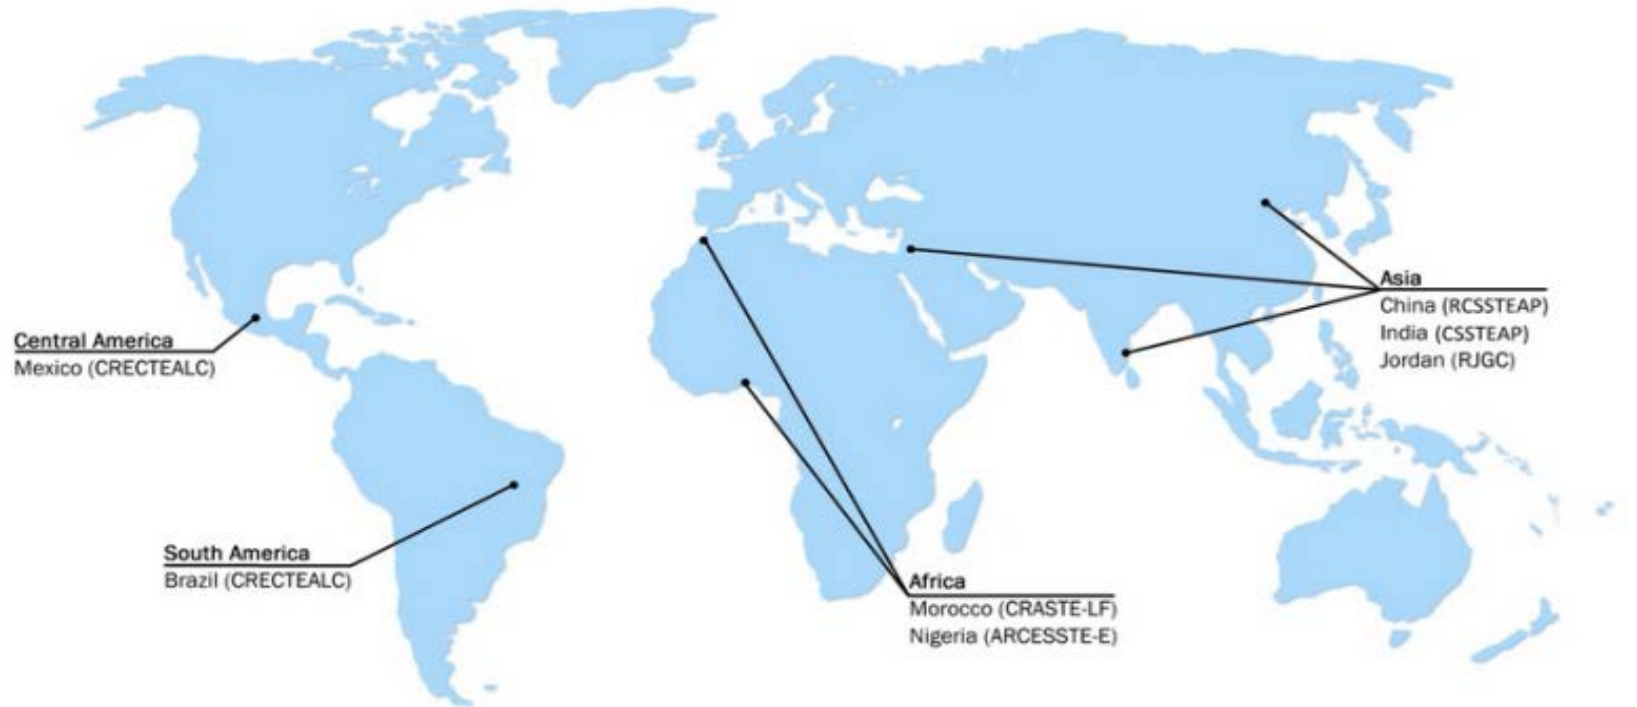 Asia
China (RCSSTEAP)
India (CSSTEAP)
Jordan (RJGC)
Central America
Mexico (CRECTEALC)
South America
Brazil (CRECTEALC)
Africa
Morocco (CRASTE-LF)
Nigeria (ARCESSTE-E)